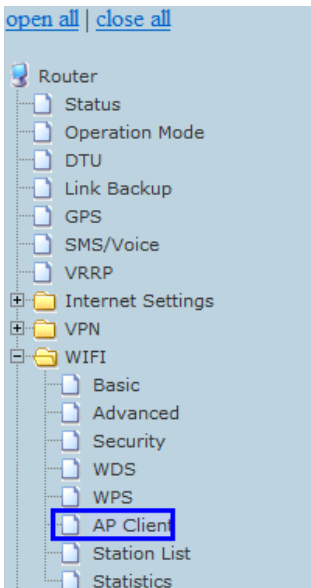 open all | close all
Router
Status
Operation Mode
DTU
Link Backup
GPS
SMS/Voice
VRRP
Internet Settings
VPN
WIFI
Basic
Advanced
Security
WDS
WPS
AP Client
Station List
Statistics